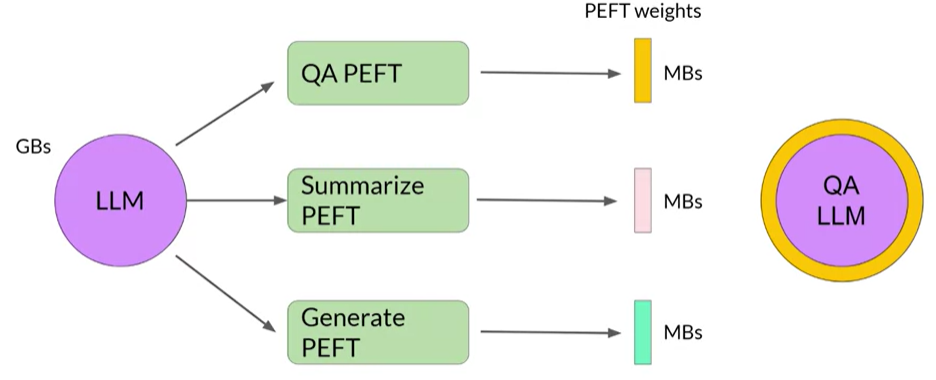 PEFT weights
QA PEFT
MBs
GBs
LLM
Summarize
PEFT
MBs
QA
LLM
Generate
PEFT
MBs